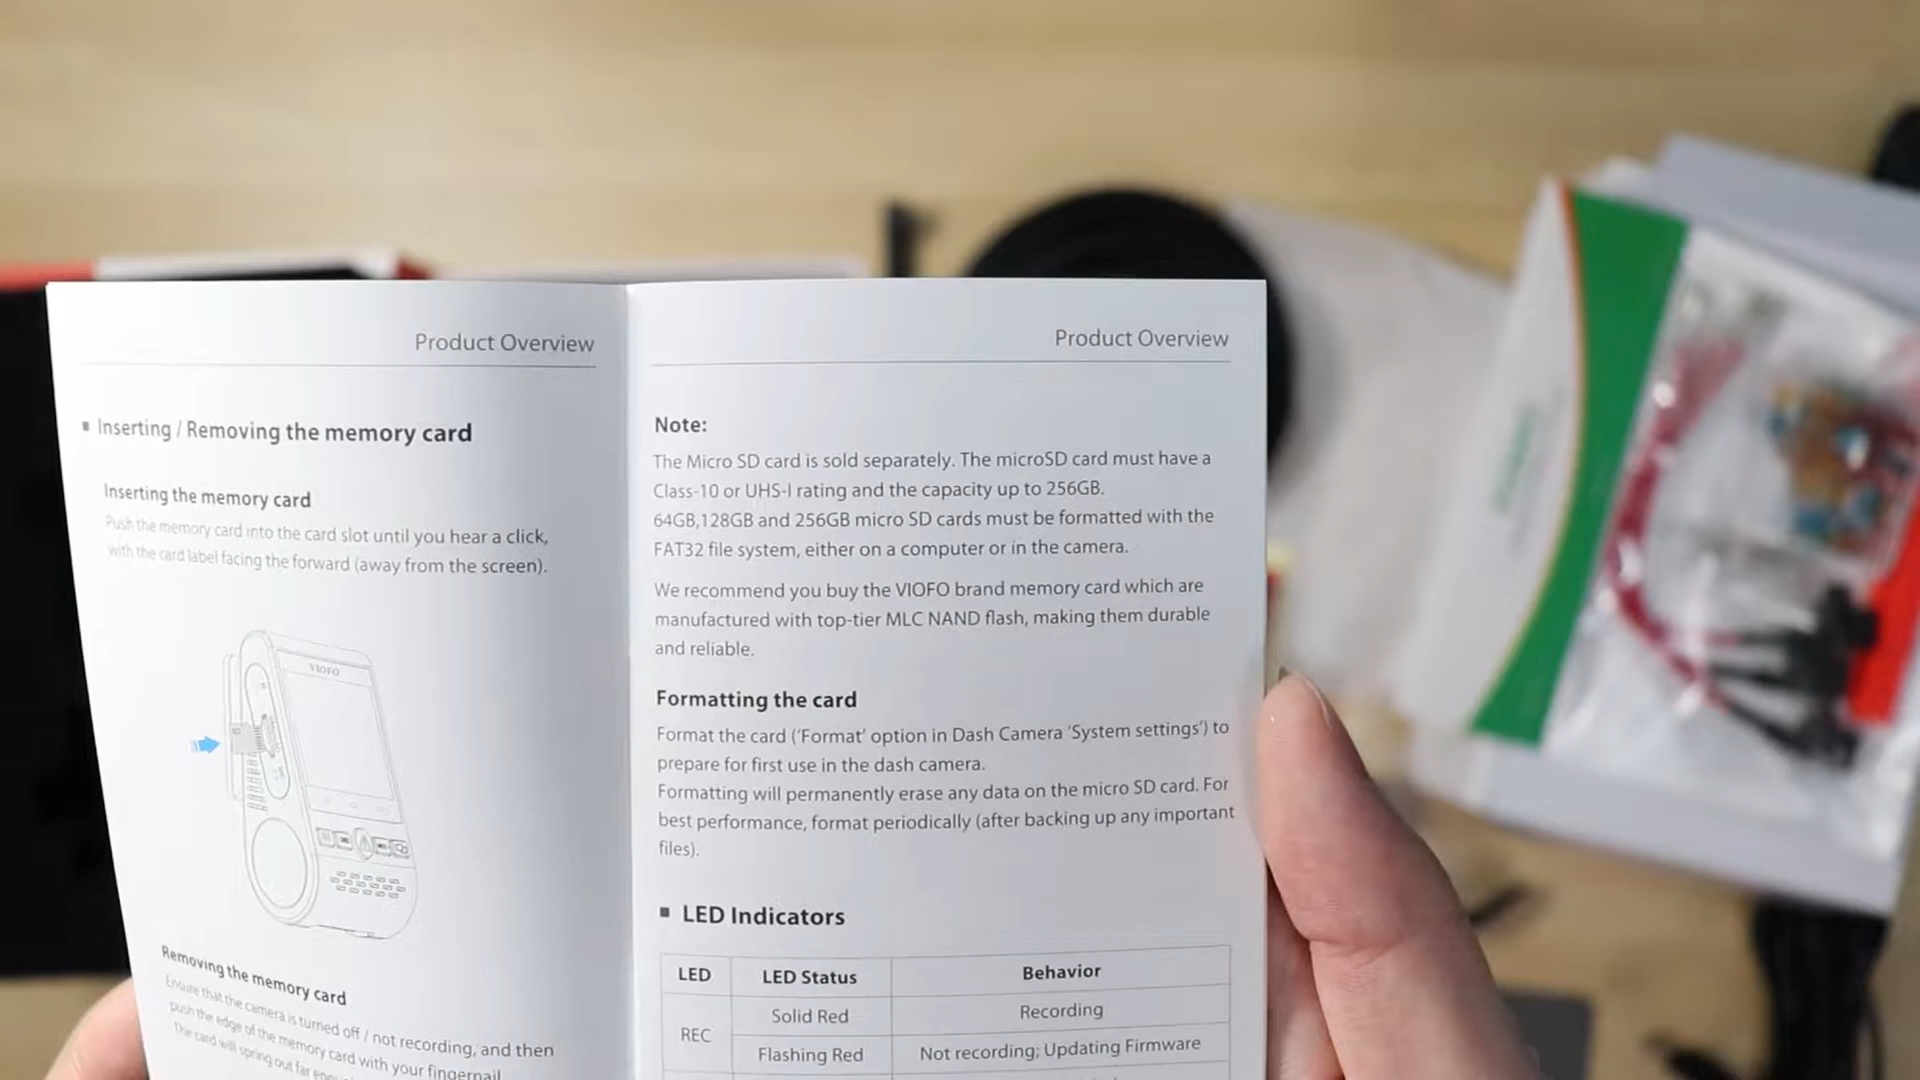 Product Overview
■ Inserting / Removing the memory card
Inserting the memory card
Push the memory card into the card slot until you hear a click,
with the card label facing the forward (away from the screen).
VIOFO
Removing the memory card
Ensure that the camera is turned off / not recording, and then
push the edge of the memory card with your fingernail
The card will spring out far
Product Overview
Note:
The Micro SD card is sold separately. The microSD card must have a
Class-10 or UHS-I rating and the capacity up to 256GB.
64GB,128GB and 256GB micro SD cards must be formatted with the
FAT32 file system, either on a computer or in the camera.
We recommend you buy the VIOFO brand memory card which are
manufactured with top-tier MLC NAND flash, making them durable
and reliable.
Formatting the card
Format the card (‘Format’ option in Dash Camera ‘System settings’) to
prepare for first use in the dash camera.
Formatting will permanently erase any data on the micro SD card. For
best performance, format periodically (after backing up any important
files).
■ LED Indicators
LED LED Status Behavior
REC
Solid Red Recording
Flashing Red Not recording; Updating Firmware